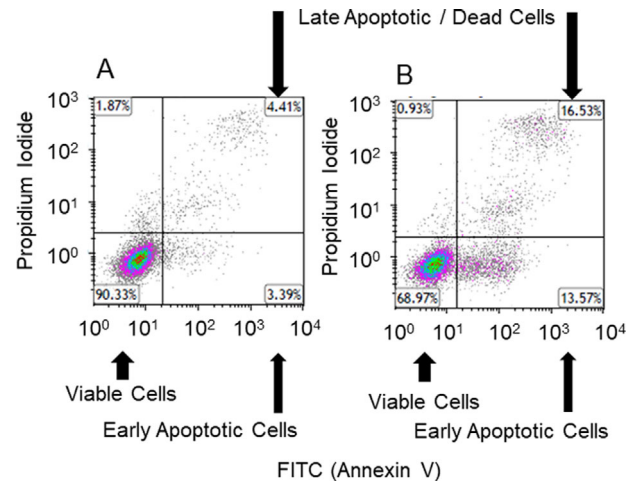 Late Apoptotic / Dead Cells
A
B
10³
1.87%
4.41%
10²
10¹
10⁰
90.33%
3.39%
Propidium Iodide
10⁰ 10¹ 10² 10³ 10⁴
10³
0.93%
16.53%
10²
10¹
10⁰
68.97%
13.57%
Propidium Iodide
10⁰ 10¹ 10² 10³ 10⁴
Viable Cells
Early Apoptotic Cells
Viable Cells
Early Apoptotic Cells
FITC (Annexin V)